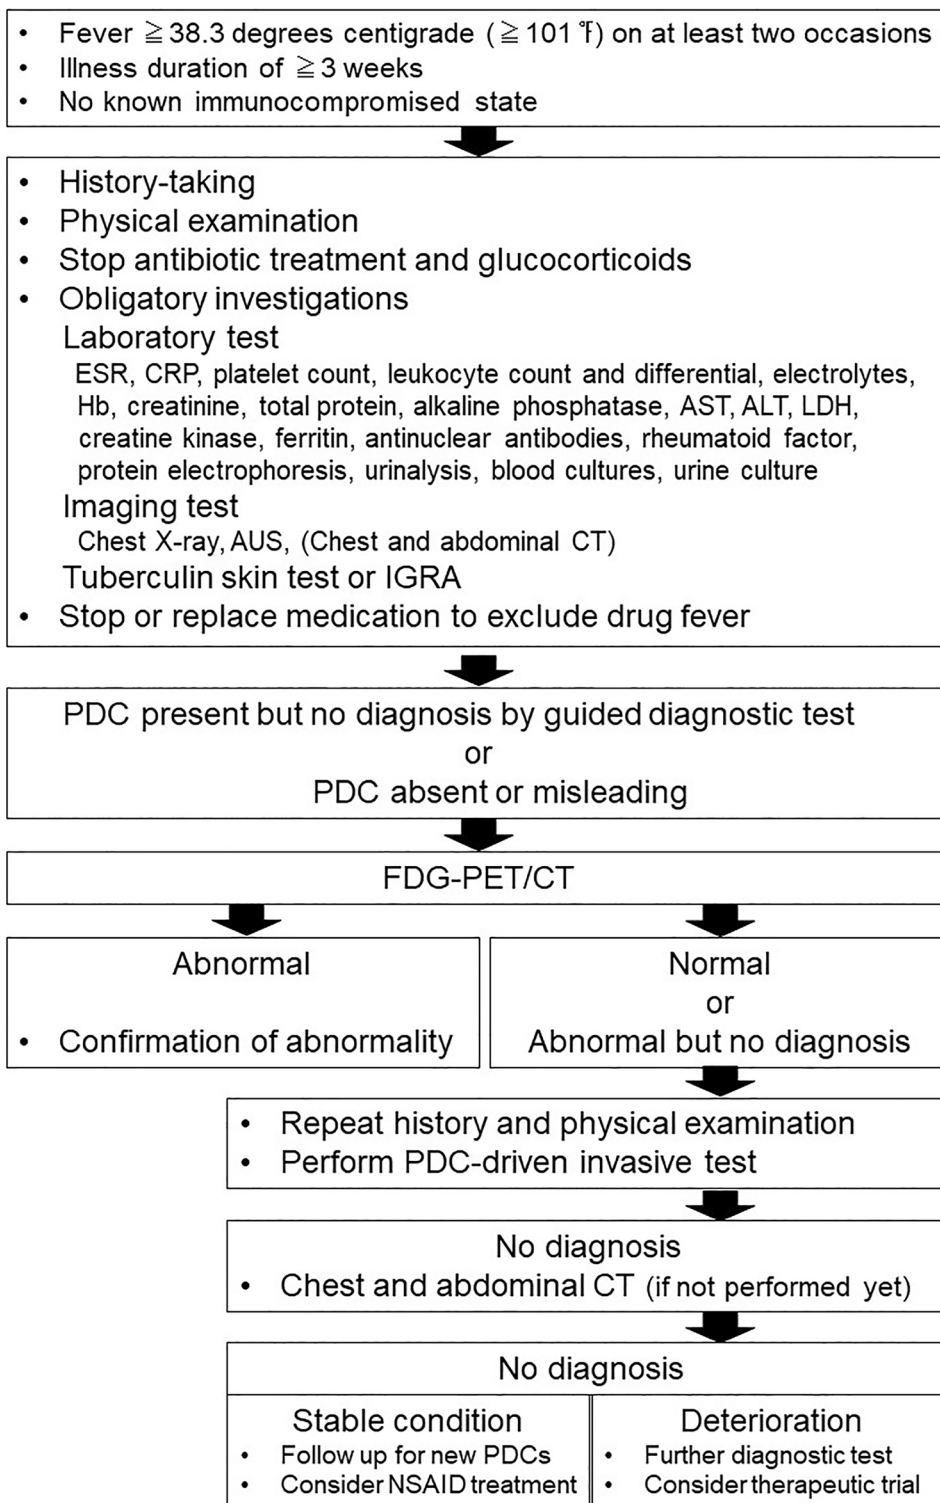 • Fever ≧38.3 degrees centigrade (≧101℉) on at least two occasions
• Illness duration of ≧3 weeks
• No known immunocompromised state
• History-taking
• Physical examination
• Stop antibiotic treatment and glucocorticoids
• Obligatory investigations
Laboratory test
ESR, CRP, platelet count, leukocyte count and differential, electrolytes,
Hb, creatinine, total protein, alkaline phosphatase, AST, ALT, LDH,
creatine kinase, ferritin, antinuclear antibodies, rheumatoid factor,
protein electrophoresis, urinalysis, blood cultures, urine culture
Imaging test
Chest X-ray, AUS, (Chest and abdominal CT)
Tuberculin skin test or IGRA
• Stop or replace medication to exclude drug fever
PDC present but no diagnosis by guided diagnostic test
or
PDC absent or misleading
FDG-PET/CT
Abnormal
• Confirmation of abnormality
Normal
or
Abnormal but no diagnosis
• Repeat history and physical examination
• Perform PDC-driven invasive test
No diagnosis
• Chest and abdominal CT (if not performed yet)
No diagnosis
Stable condition
• Follow up for new PDCs
• Consider NSAID treatment
Deterioration
• Further diagnostic test
• Consider therapeutic trial